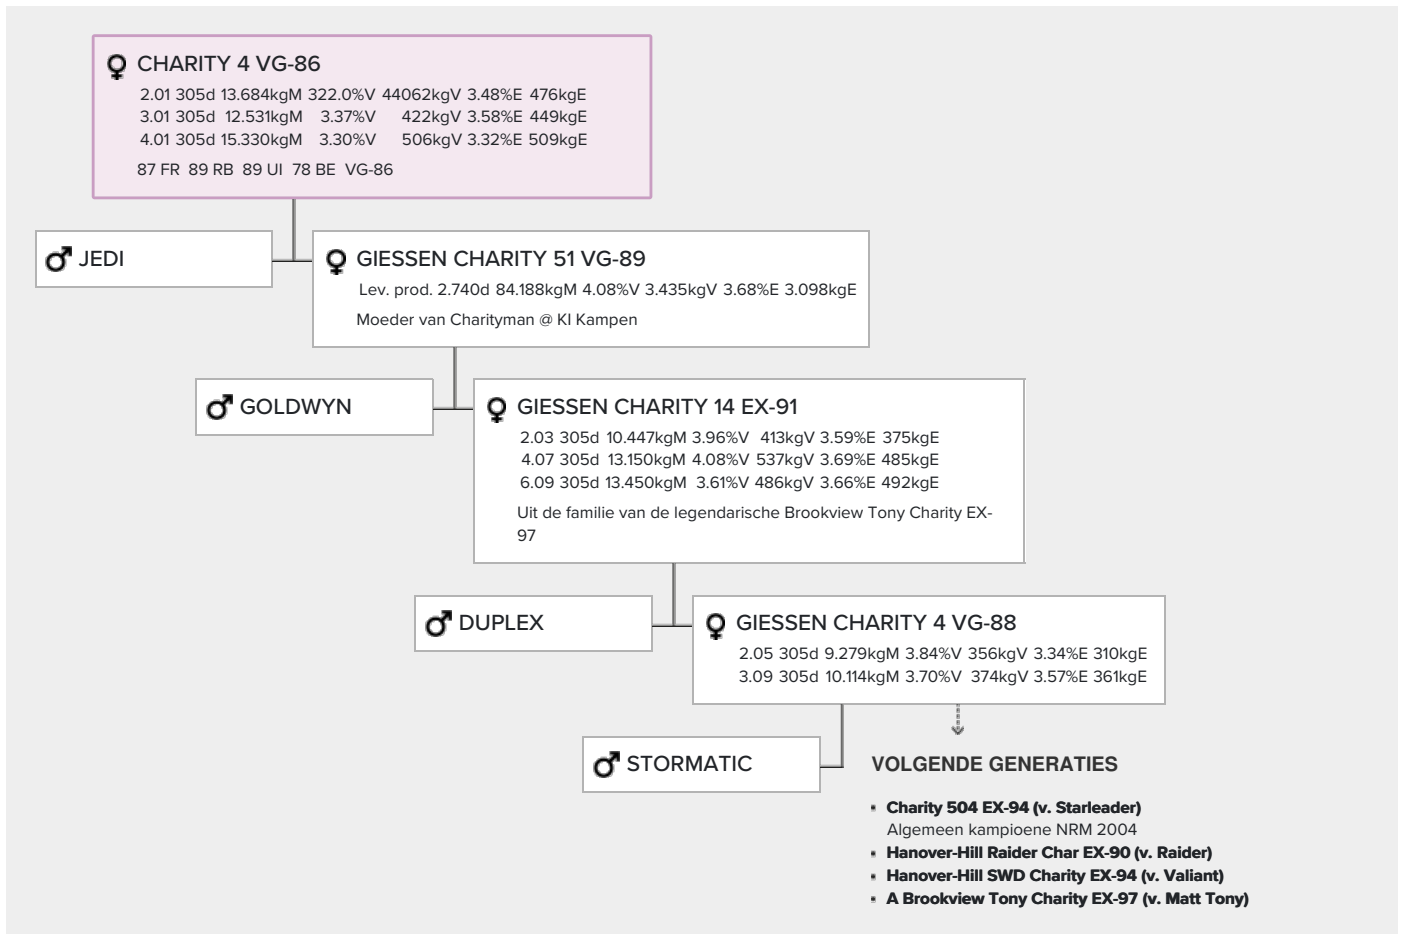 CHARITY 4 VG-86
2.01 305d 13.684kgM 322.0%V 44062kgV 3.48%E 476kgE
3.01 305d 12.531kgM 3.37%V 422kgV 3.58%E 449kgE
4.01 305d 15.330kgM 3.30%V 506kgV 3.32%E 509kgE
87 FR 89 RB 89 UI 78 BE VG-86
JEDI
GIESSEN CHARITY 51 VG-89
Lev. prod. 2.740d 84.188kgM 4.08%V 3.435kgV 3.68%E 3.098kgE
Moeder van Charityman @ KI Kampen
GOLDWYN
GIESSEN CHARITY 14 EX-91
2.03 305d 10.447kgM 3.96%V 413kgV 3.59%E 375kgE
4.07 305d 13.150kgM 4.08%V 537kgV 3.69%E 485kgE
6.09 305d 13.450kgM 3.61%V 486kgV 3.66%E 492kgE
Uit de familie van de legendarische Brookview Tony Charity EX-
97
DUPLEX
GIESSEN CHARITY 4 VG-88
2.05 305d 9.279kgM 3.84%V 356kgV 3.34%E 310kgE
3.09 305d 10.114kgM 3.70%V 374kgV 3.57%E 361kgE
STORMATIC
VOLGENDE GENERATIES
▪ Charity 504 EX-94 (v. Starleader)
Algemeen kampioene NRM 2004
▪ Hanover-Hill Raider Char EX-90 (v. Raider)
▪ Hanover-Hill SWD Charity EX-94 (v. Valiant)
▪ A Brookview Tony Charity EX-97 (v. Matt Tony)